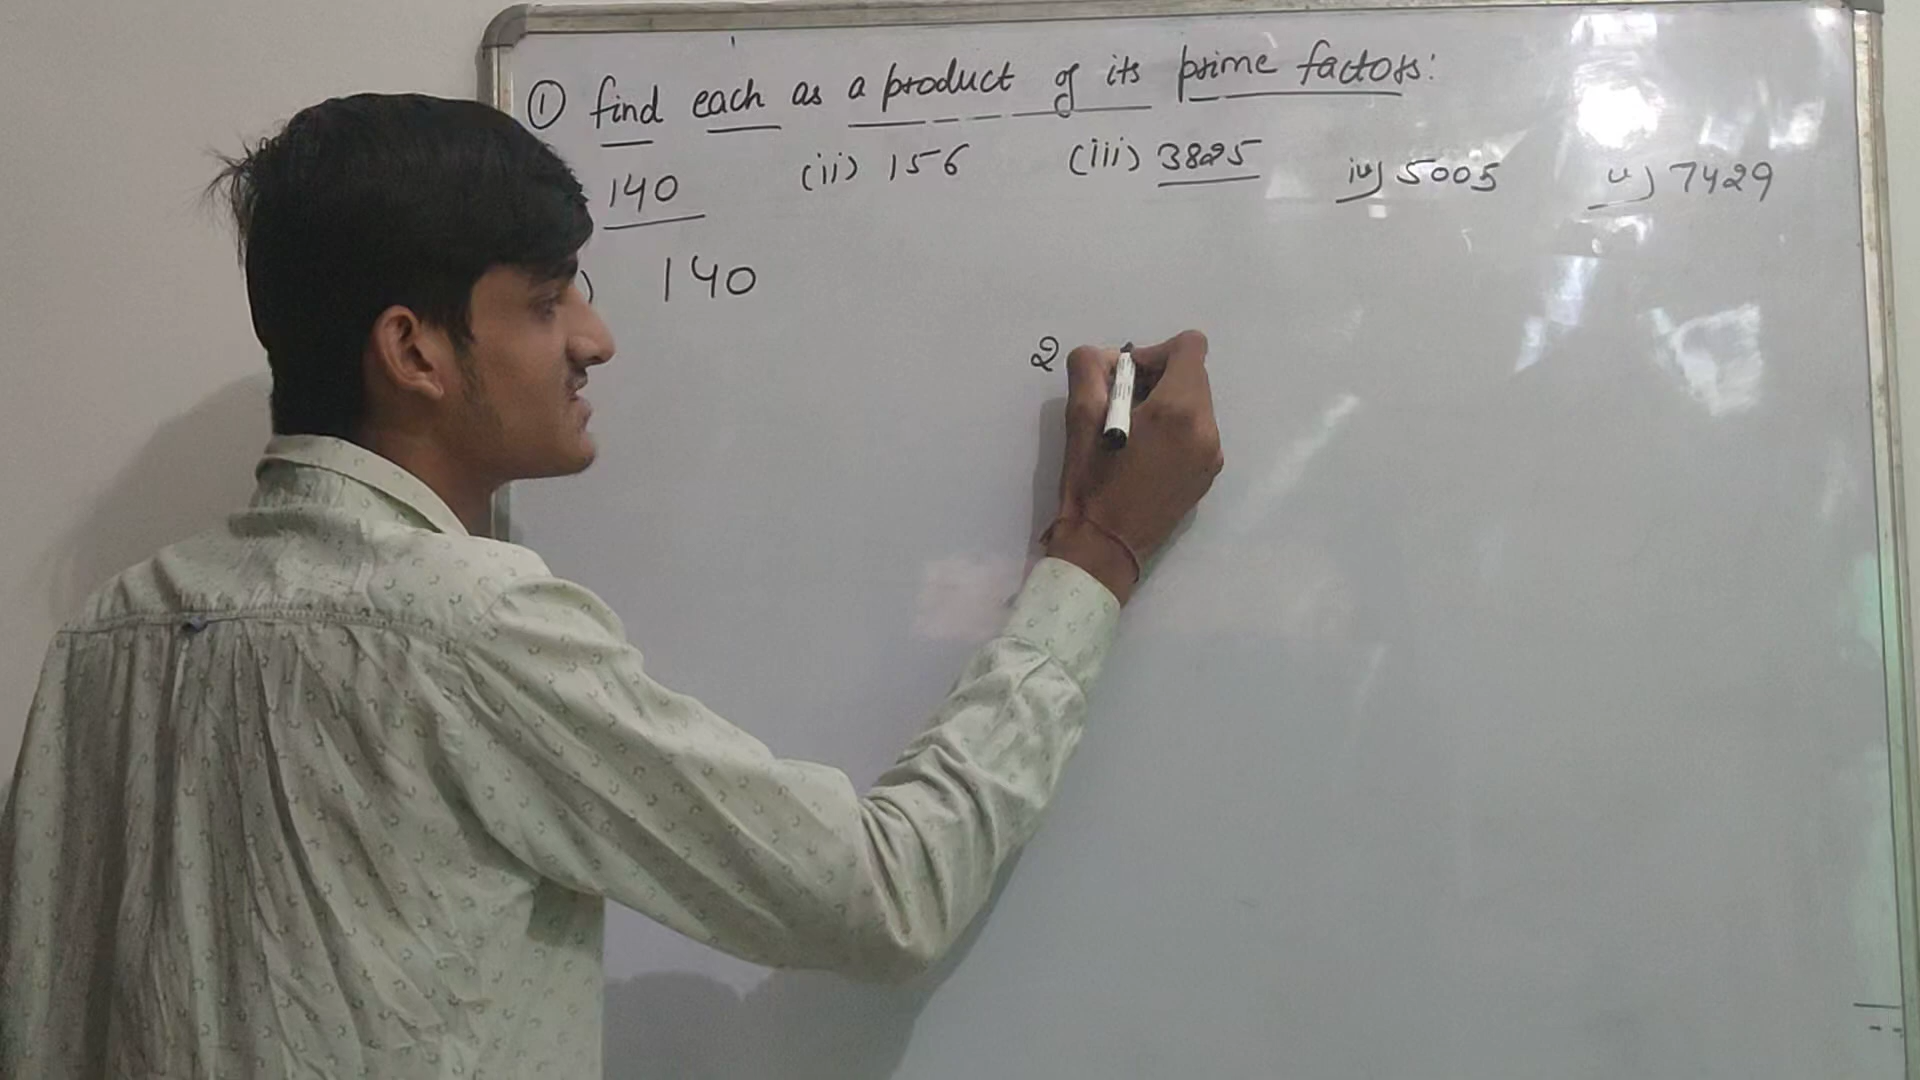 ① find each as a product of its prime factors:
140 (ii) 156 (iii) 3825 iv) 5005 v) 7429
) 140
2